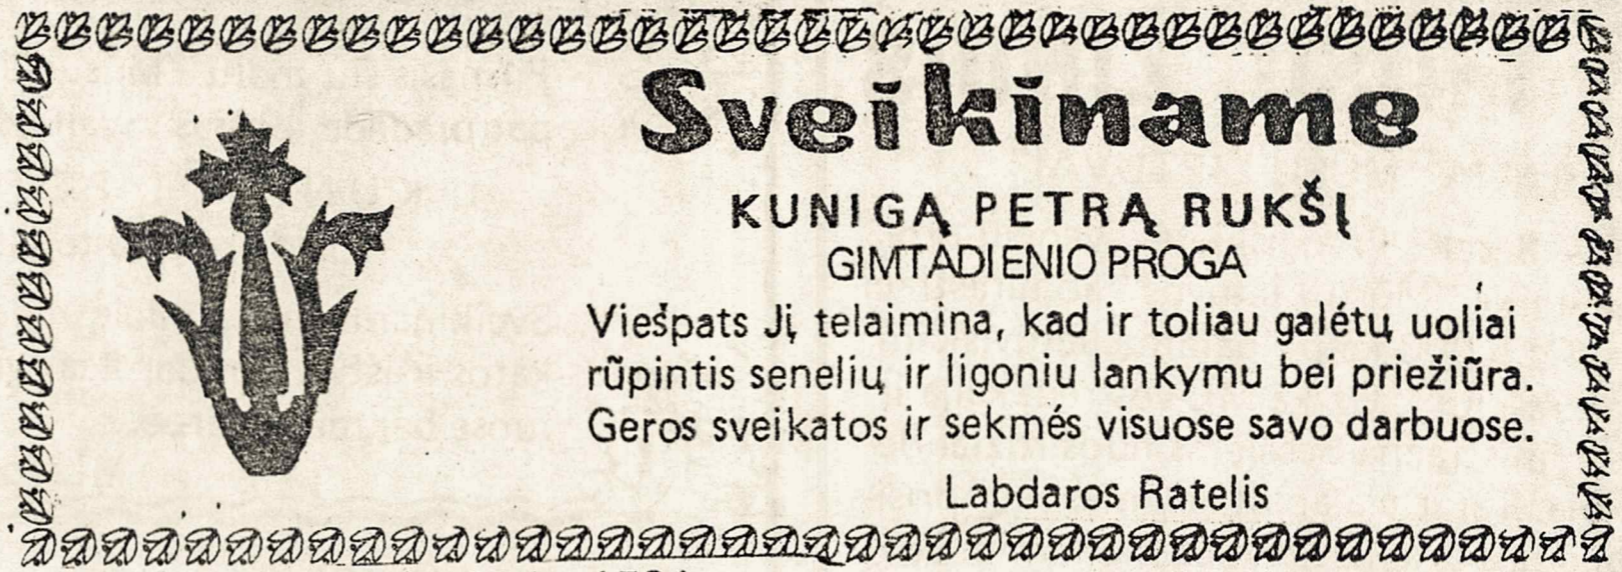 Sveikiname
KUNIGĄ PETRĄ RUKŠĮ
GIMTADIENIO PROGA
Viešpats Jį telaimina, kad ir toliau galétų uoliai
rūpintis senelių ir ligoniu lankymu bei priežiūra.
Geros sveikatos ir sekmés visuose savo darbuose.
Labdaros Ratelis